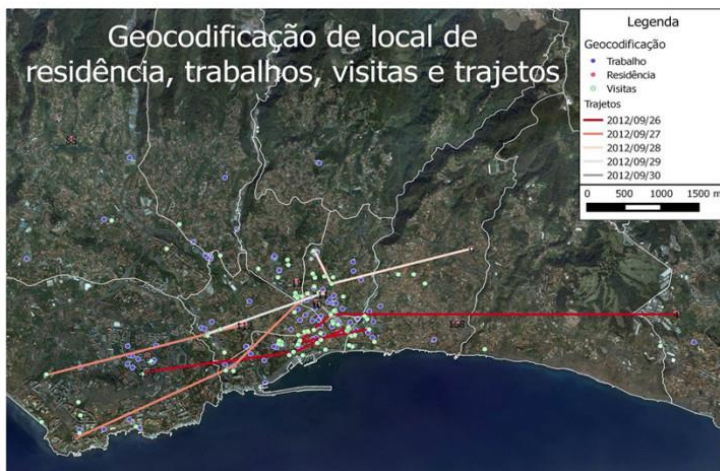 Geocodificação de local de
residência, trabalhos, visitas e trajetos
Legenda
Geocodificação
Trabalho
Residência
Visitas
Trajetos
2012/09/26
2012/09/27
2012/09/28
2012/09/29
2012/09/30
0 500 1000 1500 m